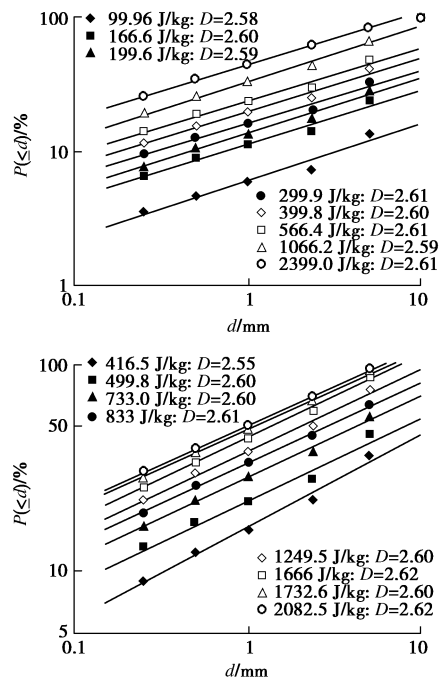 100
◆ 99.96 J/kg: D=2.58
■ 166.6 J/kg: D=2.60
▲ 199.6 J/kg: D=2.59
P(≤d)/%
10
● 299.9 J/kg: D=2.61
◇ 399.8 J/kg: D=2.60
□ 566.4 J/kg: D=2.61
△ 1066.2 J/kg: D=2.59
○ 2399.0 J/kg: D=2.61
1
0.1 1 10
d/mm
100
◆ 416.5 J/kg: D=2.55
■ 499.8 J/kg: D=2.60
▲ 733.0 J/kg: D=2.60
● 833 J/kg: D=2.61
50
P(≤d)/%
◇ 1249.5 J/kg: D=2.60
10
□ 1666 J/kg: D=2.62
△ 1732.6 J/kg: D=2.60
○ 2082.5 J/kg: D=2.62
5
0.1 1 10
d/mm